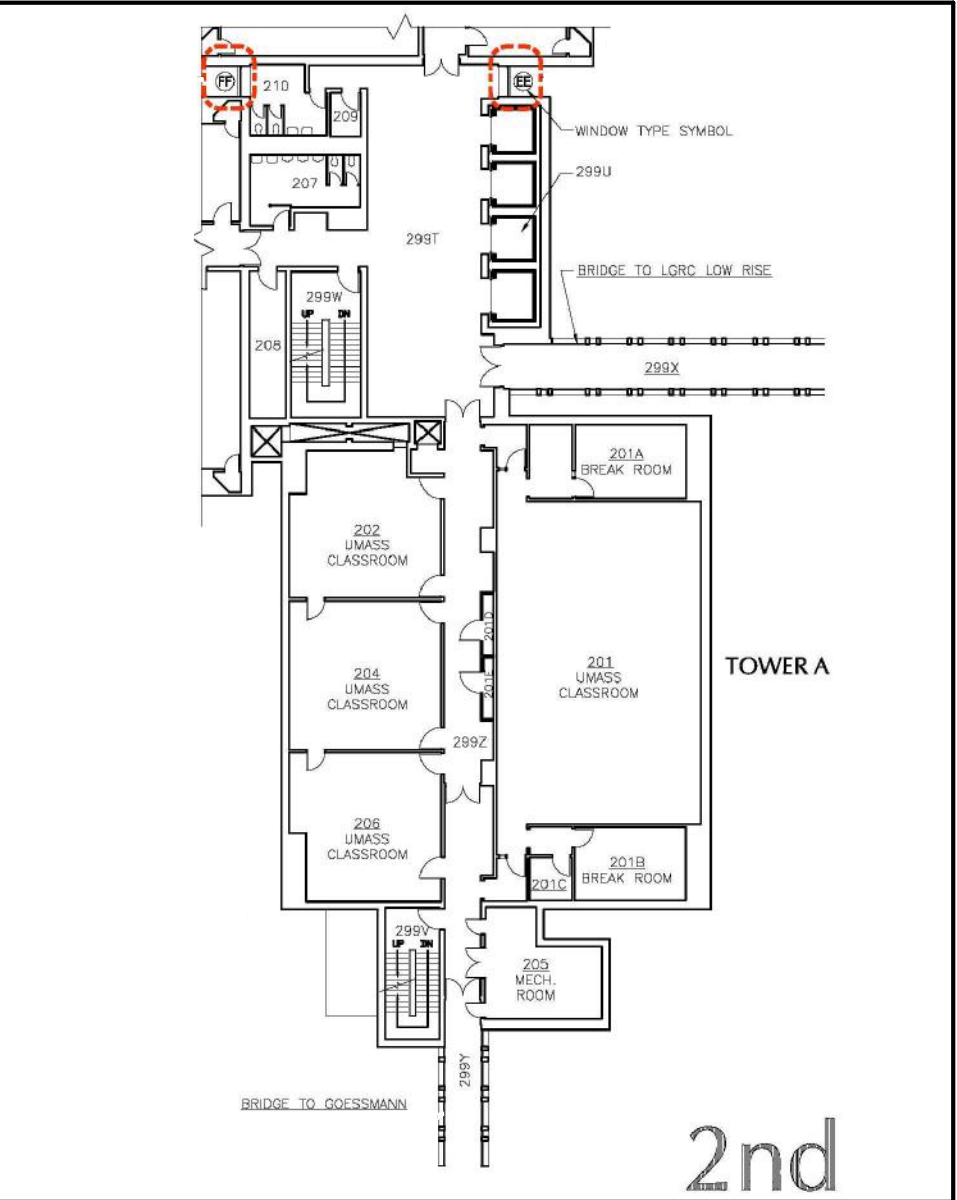 FF
EE
210
209
WINDOW TYPE SYMBOL
299U
207
299T
BRIDGE TO LGRC LOW RISE
299W
UP DN
208
299X
201A
BREAK ROOM
202
UMASS
CLASSROOM
201D
204
UMASS
CLASSROOM
201
UMASS
CLASSROOM
TOWER A
201E
299Z
206
UMASS
CLASSROOM
201B
BREAK ROOM
201C
299V
UP DN
205
MECH.
ROOM
299Y
BRIDGE TO GOESSMANN
2nd